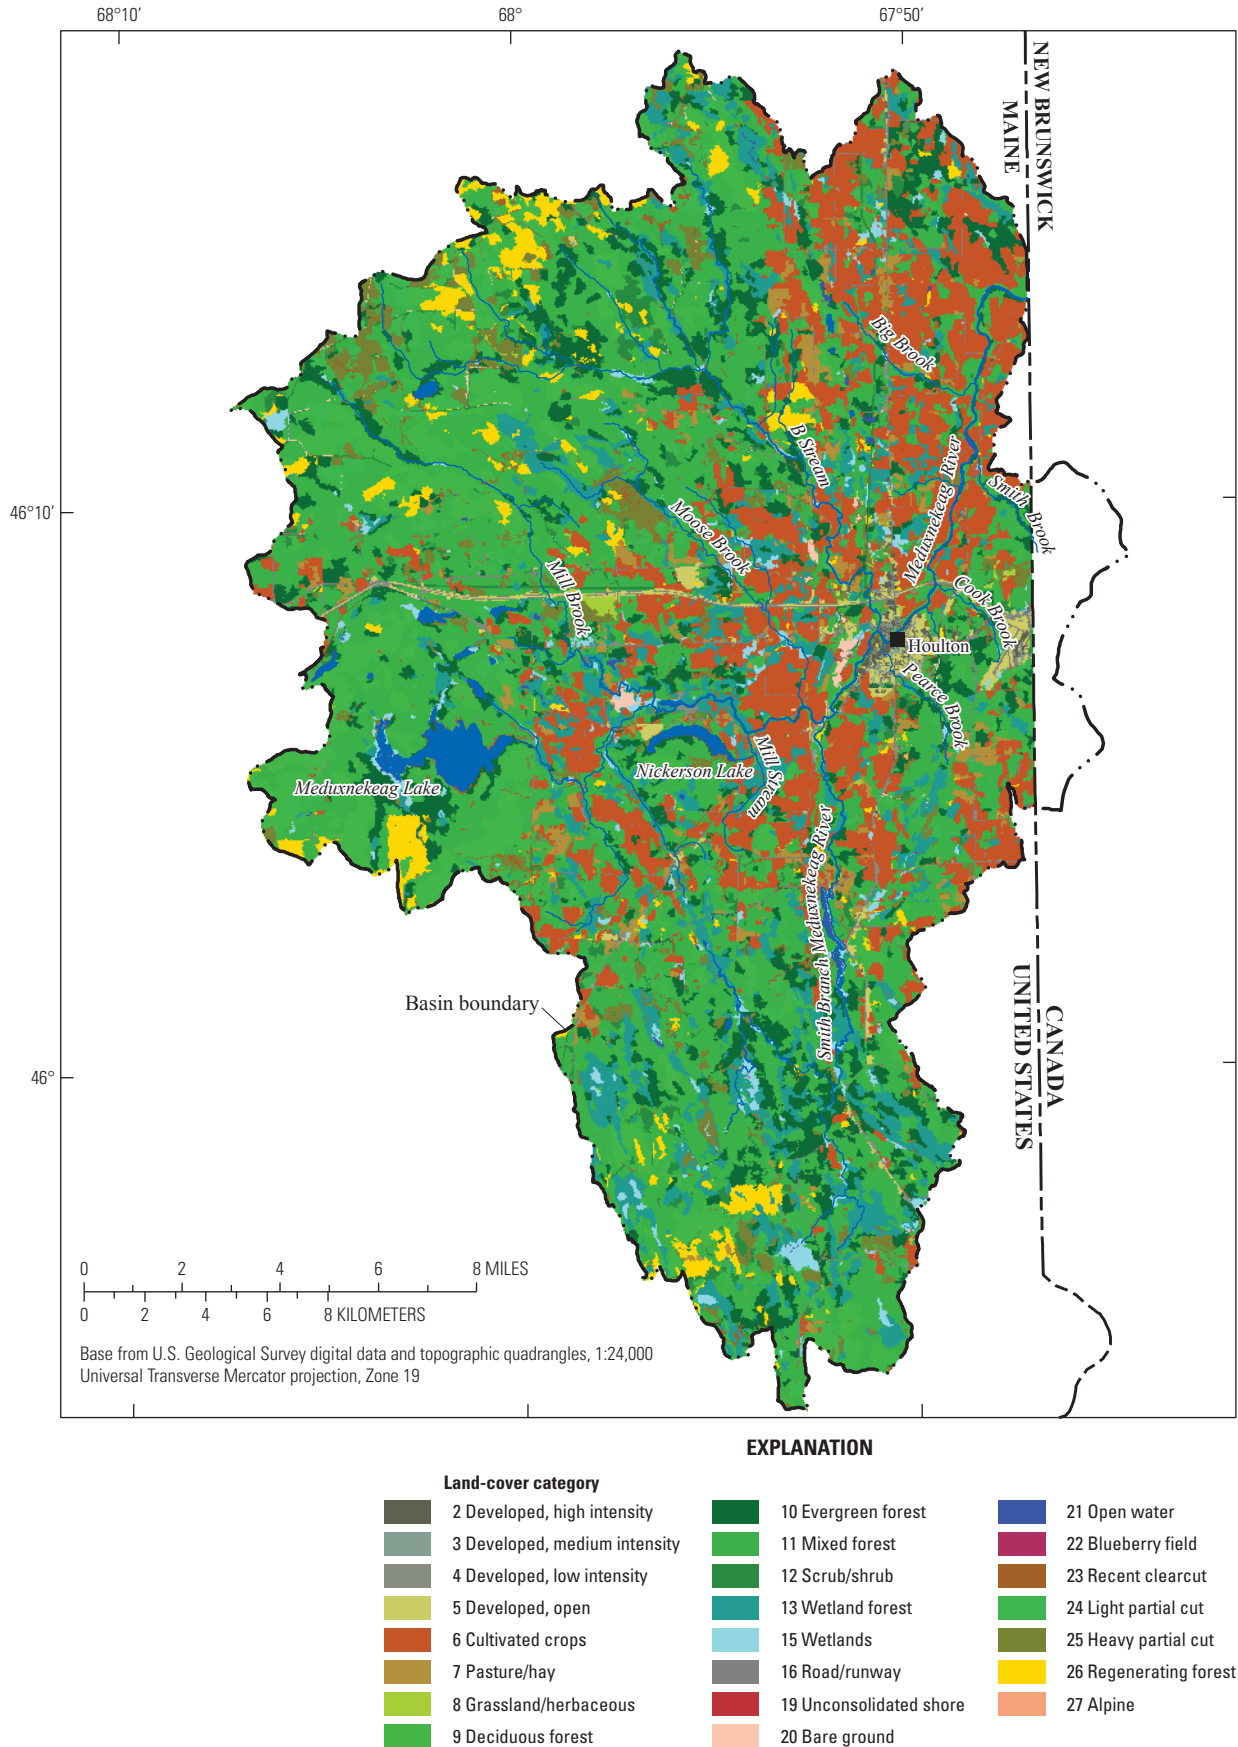 68°10′
68°
67°50′
NEW BRUNSWICK
MAINE
Big Brook
B Stream
Meduxnekeag River
Smith Brook
46°10′
Moose Brook
Mill Brook
Cook Brook
Houlton
Pearce Brook
Nickerson Lake
Mill Stream
Meduxnekeag Lake
Smith Branch Meduxnekeag River
Basin boundary
CANADA
UNITED STATES
46°
0 2 4 6 8 MILES
0 2 4 6 8 KILOMETERS
Base from U.S. Geological Survey digital data and topographic quadrangles, 1:24,000
Universal Transverse Mercator projection, Zone 19
EXPLANATION
Land-cover category
2 Developed, high intensity
3 Developed, medium intensity
4 Developed, low intensity
5 Developed, open
6 Cultivated crops
7 Pasture/hay
8 Grassland/herbaceous
9 Deciduous forest
10 Evergreen forest
11 Mixed forest
12 Scrub/shrub
13 Wetland forest
15 Wetlands
16 Road/runway
19 Unconsolidated shore
20 Bare ground
21 Open water
22 Blueberry field
23 Recent clearcut
24 Light partial cut
25 Heavy partial cut
26 Regenerating forest
27 Alpine